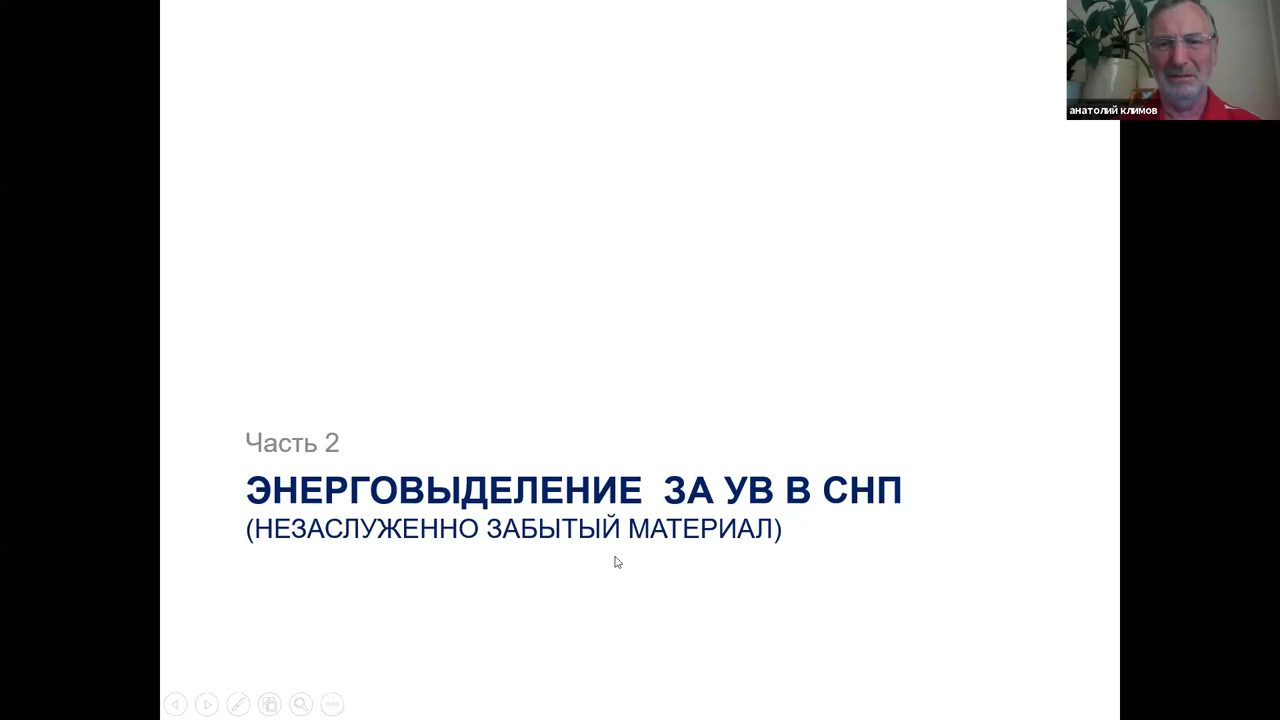 анатолий климов
Часть 2
ЭНЕРГОВЫДЕЛЕНИЕ ЗА УВ В СНП
(НЕЗАСЛУЖЕННО ЗАБЫТЫЙ МАТЕРИАЛ)